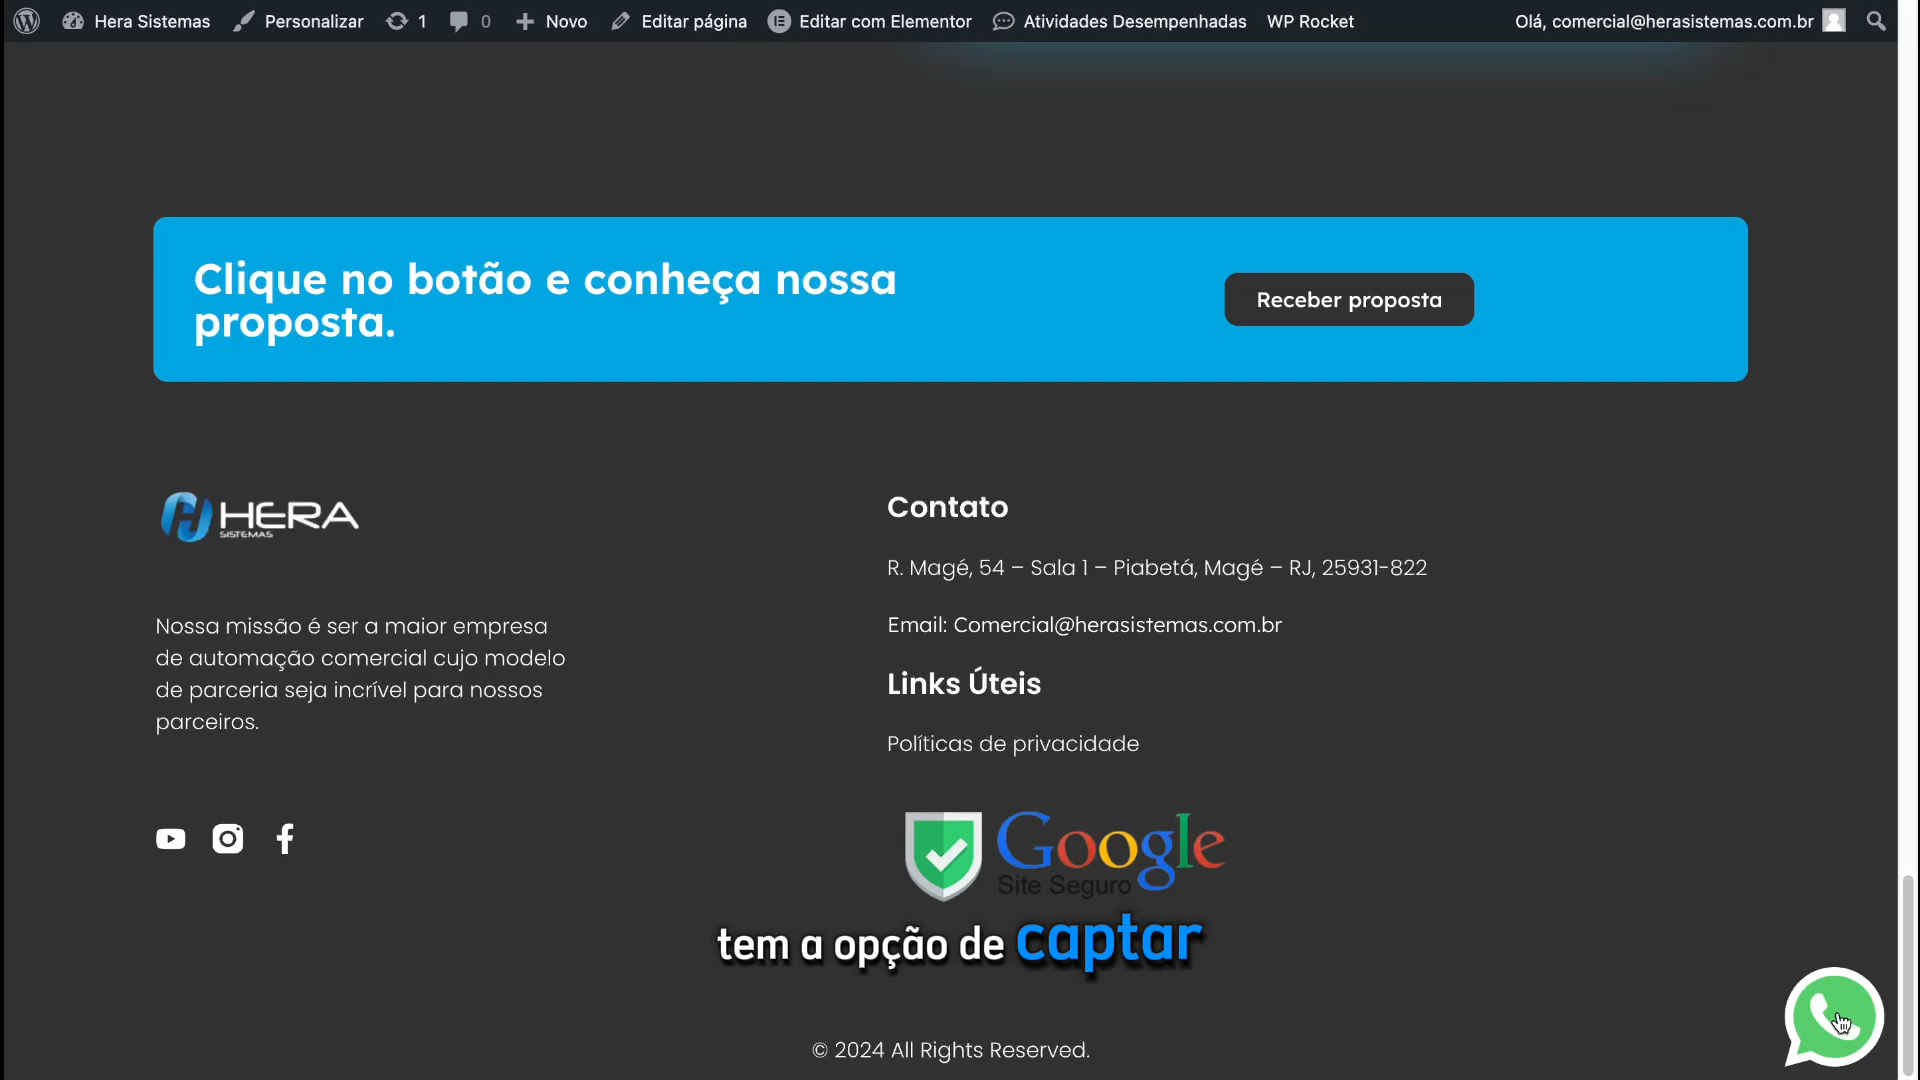 Hera Sistemas Personalizar 1 0 Novo Editar página Editar com Elementor Atividades Desempenhadas WP Rocket Olá, comercial@herasistemas.com.br
Clique no botão e conheça nossa
proposta.
Receber proposta
HERA
SISTEMAS
Nossa missão é ser a maior empresa
de automação comercial cujo modelo
de parceria seja incrível para nossos
parceiros.
Contato
R. Magé, 54 – Sala 1 – Piabetá, Magé – RJ, 25931-822
Email: Comercial@herasistemas.com.br
Links Úteis
Políticas de privacidade
Google
Site Seguro
tem a opção de captar
© 2024 All Rights Reserved.